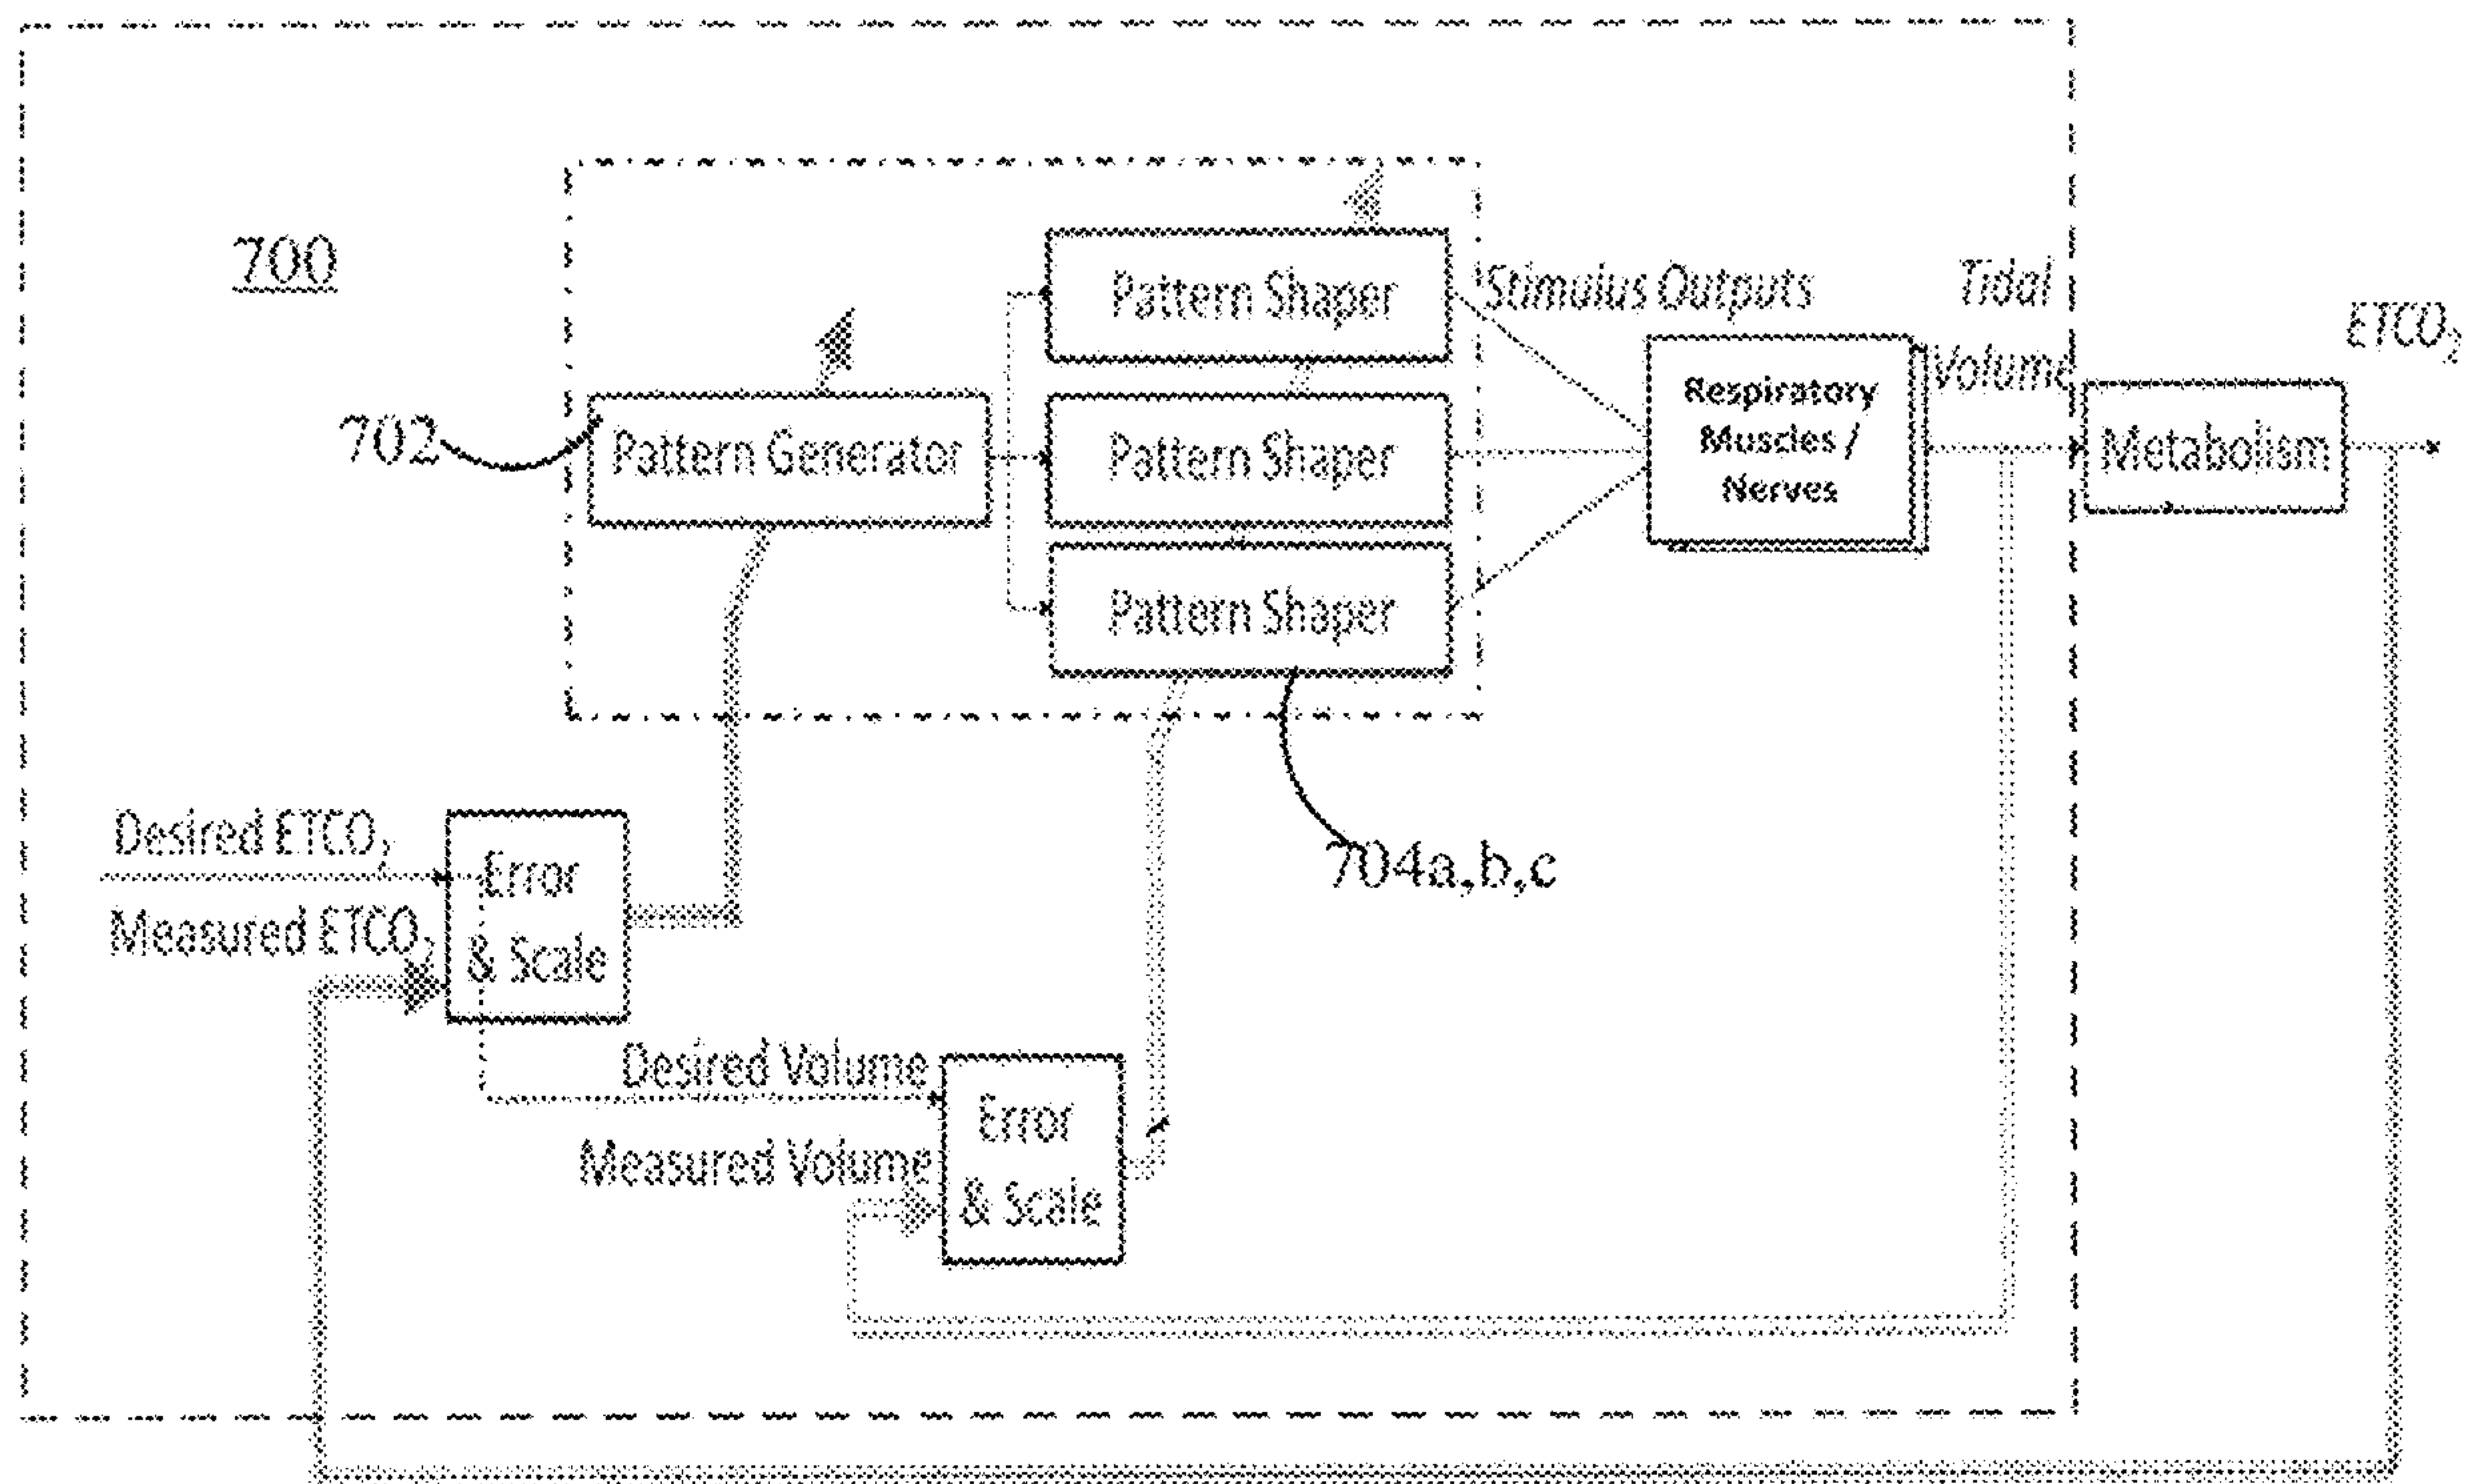 700
702
Pattern Generator
Pattern Shaper
Pattern Shaper
Pattern Shaper
704a,b,c
Stimulus Outputs
Respiratory
Muscles /
Nerves
Tidal
Volume
Metabolism
ETCO₂
Desired ETCO₂
Measured ETCO₂
Error
& Scale
Desired Volume
Measured Volume
Error
& Scale